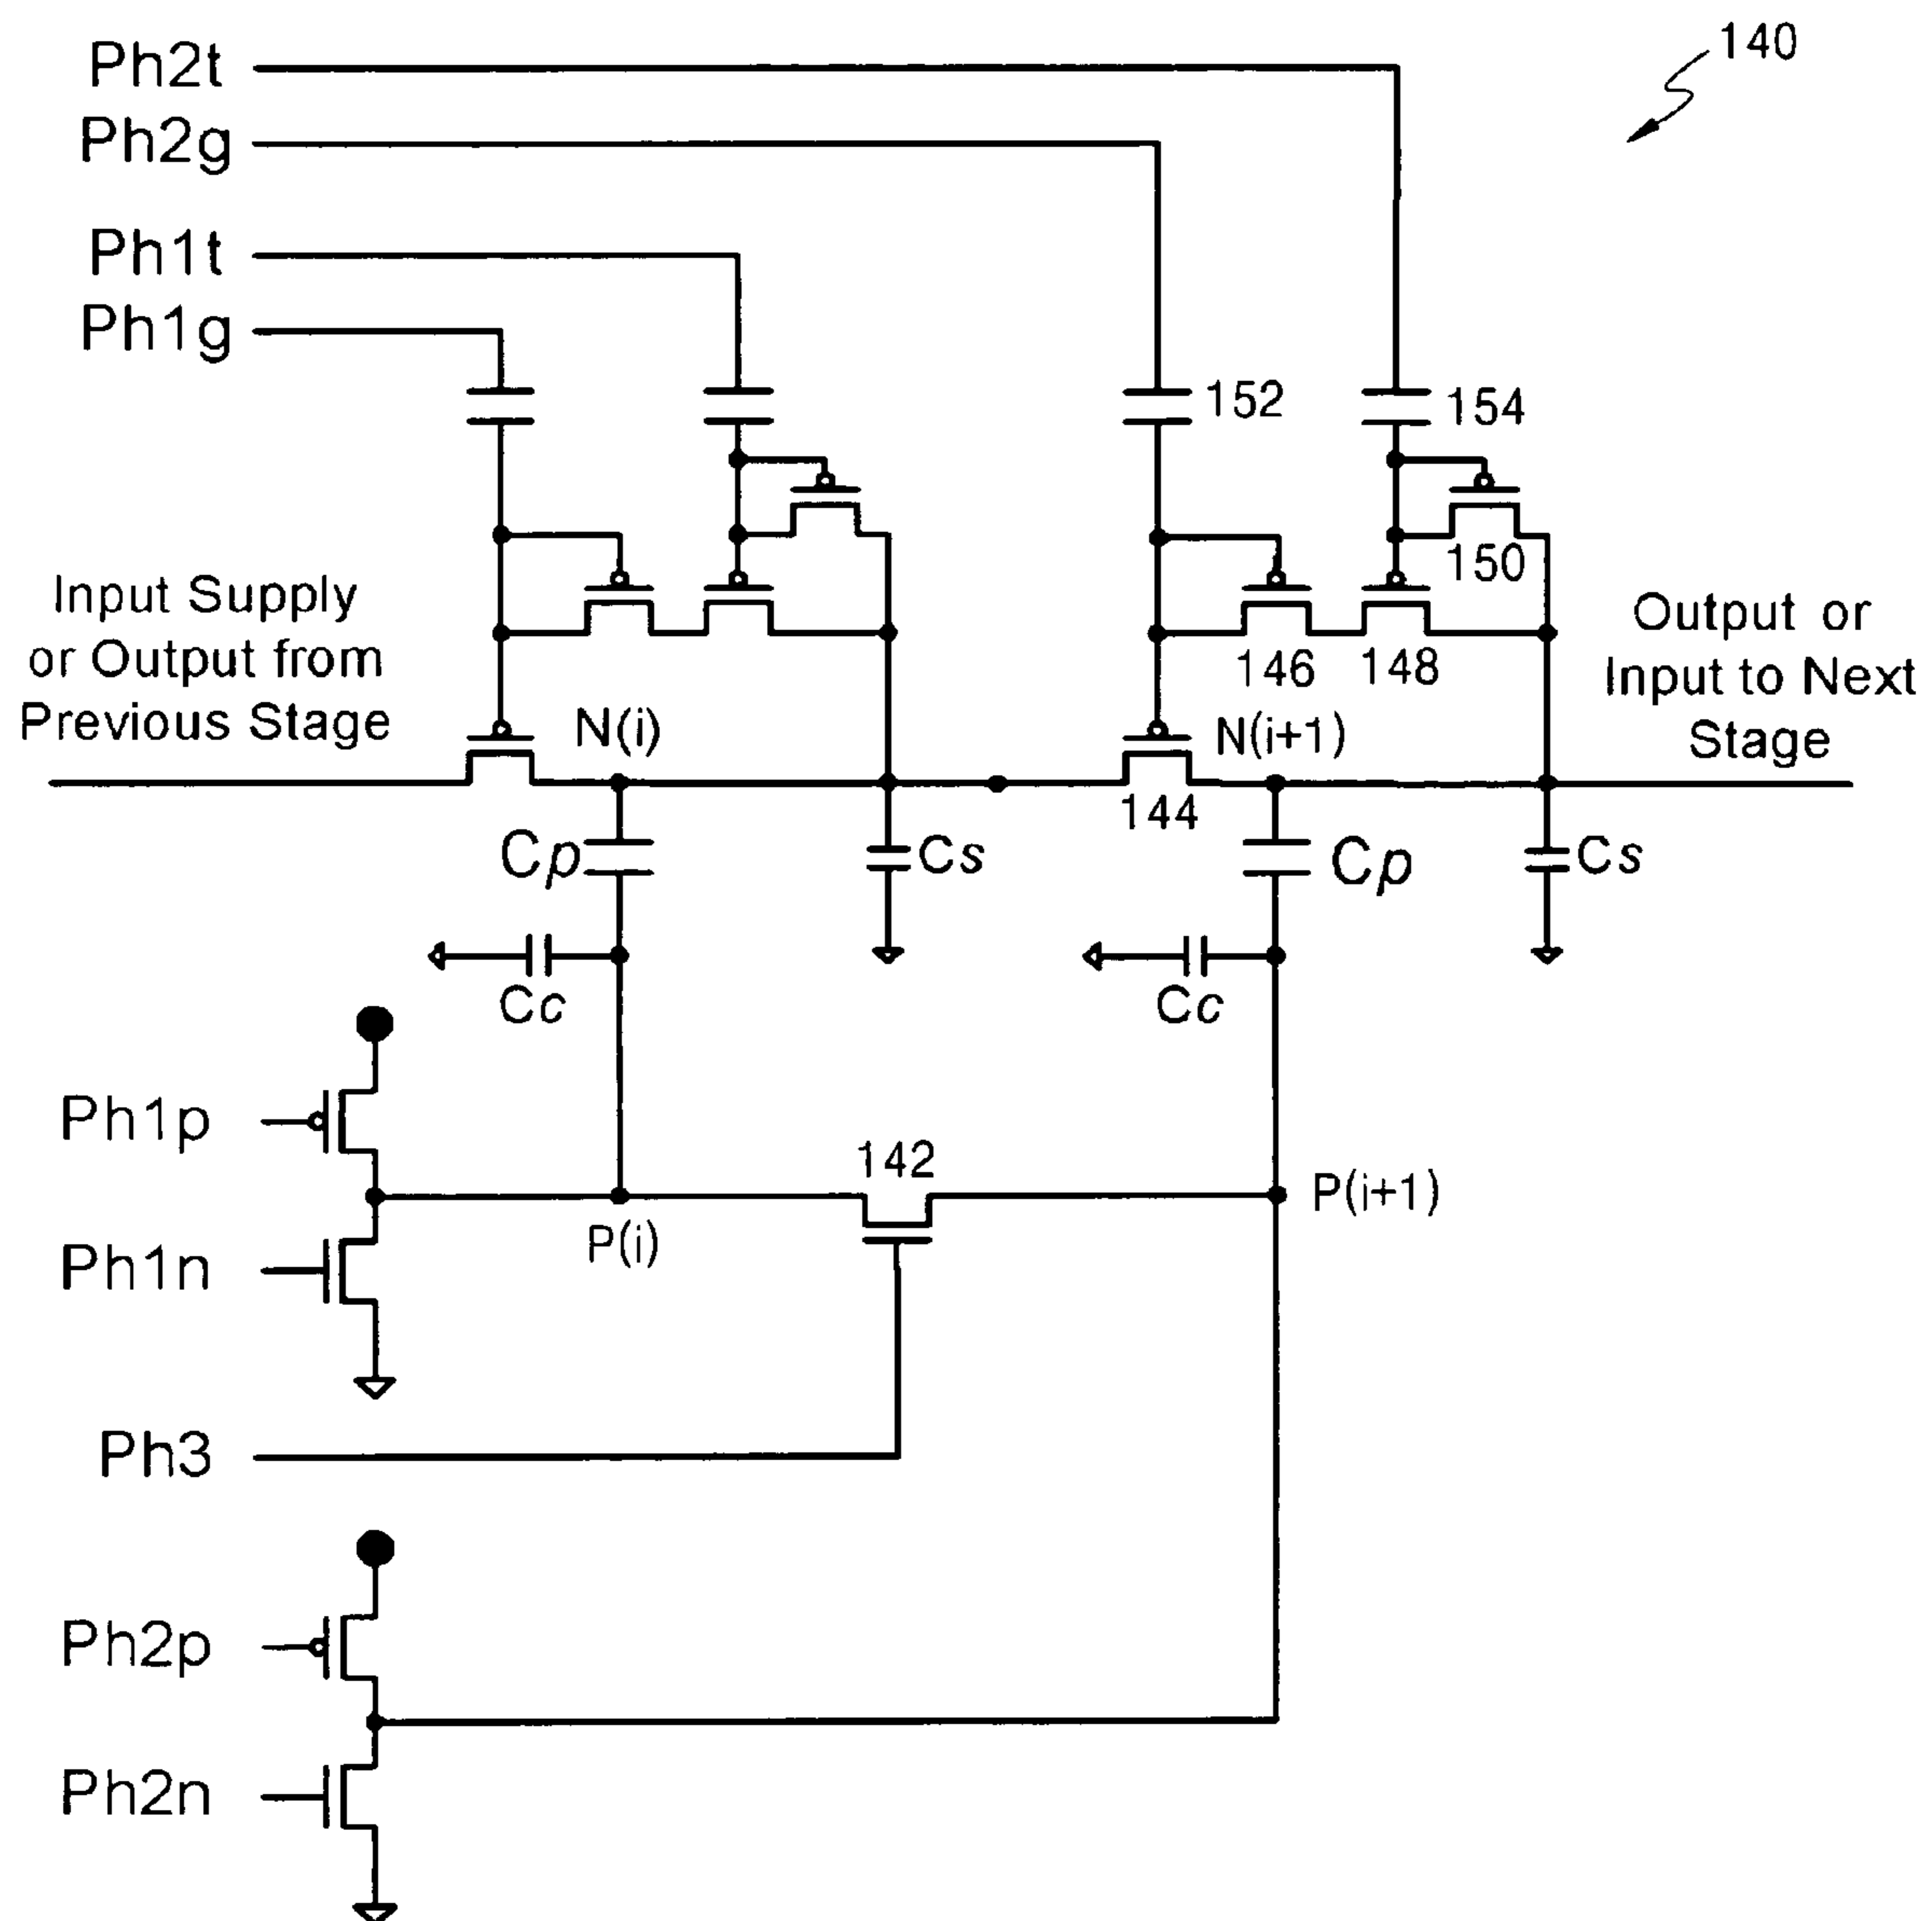 140
Ph2t
Ph2g
Ph1t
Ph1g
152
154
150
Input Supply
or Output from
Previous Stage
146
148
Output or
Input to Next
Stage
N(i)
N(i+1)
144
Cp
Cs
Cp
Cs
Cc
Cc
Ph1p
142
P(i)
P(i+1)
Ph1n
Ph3
Ph2p
Ph2n